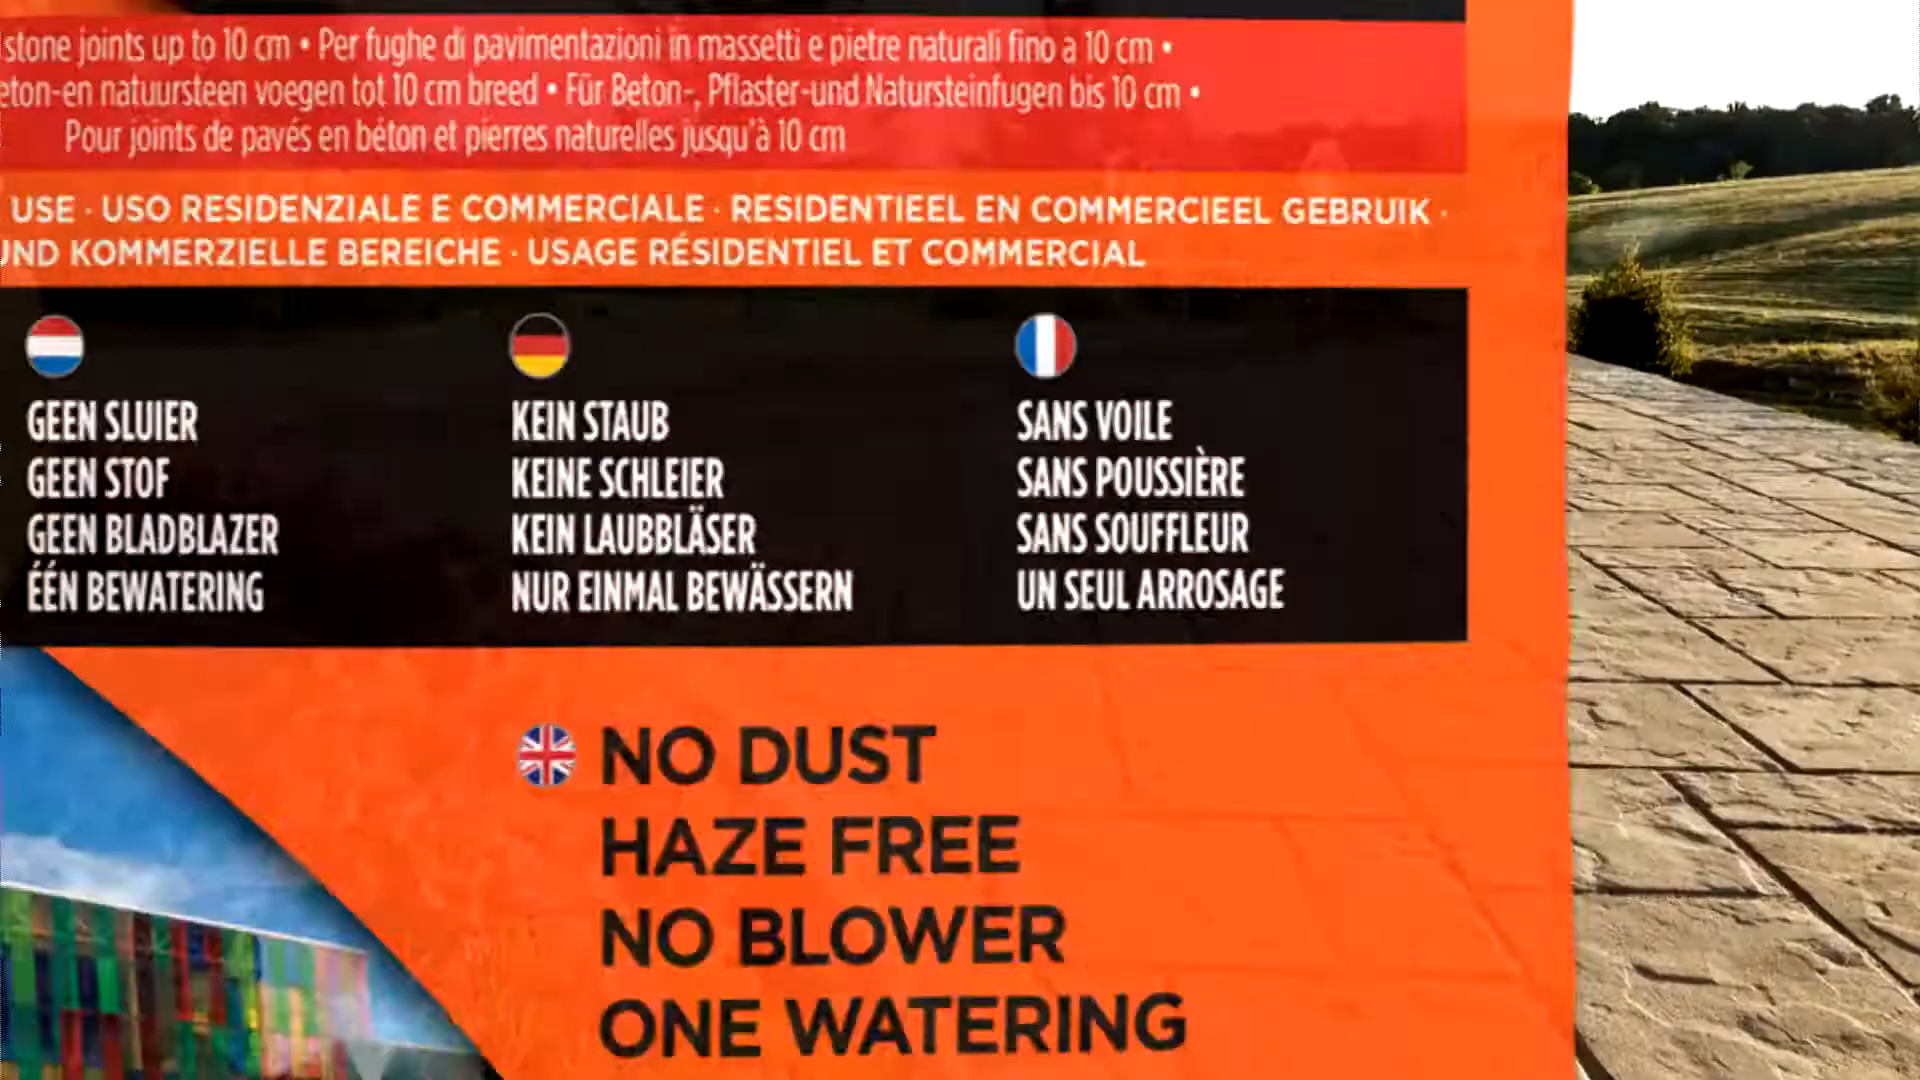 stone joints up to 10 cm • Per fughe di pavimentazioni in massetti e pietre naturali fino a 10 cm •
eton-en natuursteen voegen tot 10 cm breed • Für Beton-, Pflaster-und Natursteinfugen bis 10 cm •
Pour joints de pavés en béton et pierres naturelles jusqu'à 10 cm
USE · USO RESIDENZIALE E COMMERCIALE · RESIDENTIEEL EN COMMERCIEEL GEBRUIK ·
UND KOMMERZIELLE BEREICHE · USAGE RÉSIDENTIEL ET COMMERCIAL
GEEN SLUIER
GEEN STOF
GEEN BLADBLAZER
ÉÉN BEWATERING
KEIN STAUB
KEINE SCHLEIER
KEIN LAUBBLÄSER
NUR EINMAL BEWÄSSERN
SANS VOILE
SANS POUSSIÈRE
SANS SOUFFLEUR
UN SEUL ARROSAGE
NO DUST
HAZE FREE
NO BLOWER
ONE WATERING